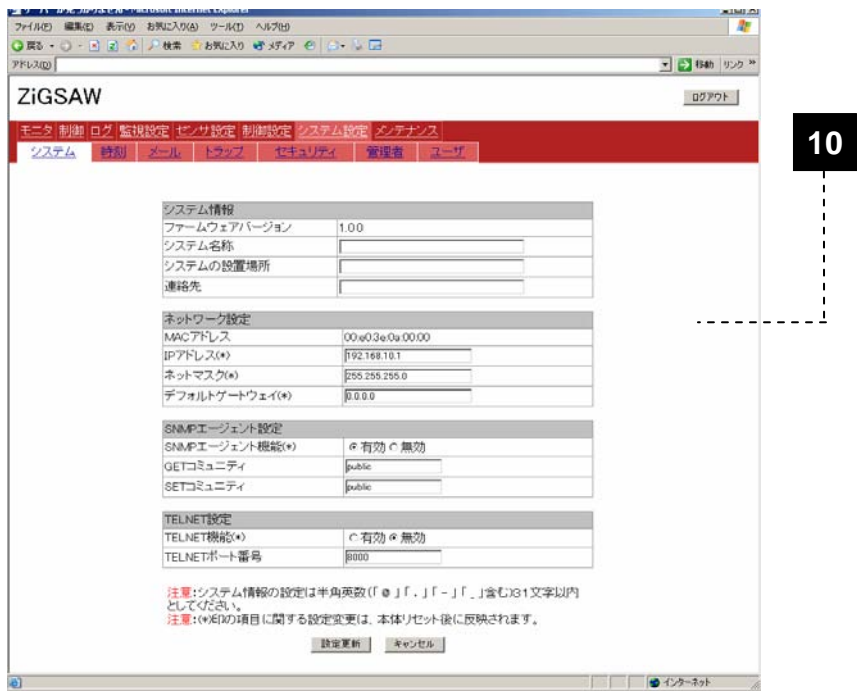 ファイル(F) 編集(E) 表示(V) お気に入り(A) ツール(T) ヘルプ(H)
戻る 検索 お気に入り メディア
アドレス(D) 移動 リンク »
ZiGSAW ログアウト
モニタ 制御 ログ 監視設定 センサ設定 制御設定 システム設定 メンテナンス
システム 時刻 メール トラップ セキュリティ 管理者 ユーザ
10
システム情報
ファームウェアバージョン 1.00
システム名称
システムの設置場所
連絡先
ネットワーク設定
MACアドレス 00:e0:3e:0a:00:00
IPアドレス(*) 192.168.10.1
ネットマスク(*) 255.255.255.0
デフォルトゲートウェイ(*) 0.0.0.0
SNMPエージェント設定
SNMPエージェント機能(*) 有効 無効
GETコミュニティ public
SETコミュニティ public
TELNET設定
TELNET機能(*) 有効 無効
TELNETポート番号 8000
注意:システム情報の設定は半角英数(「@」「.」「-」「_」含む)31文字以内
としてください。
注意:(*)印の項目に関する設定変更は、本体リセット後に反映されます。
設定更新 キャンセル
インターネット